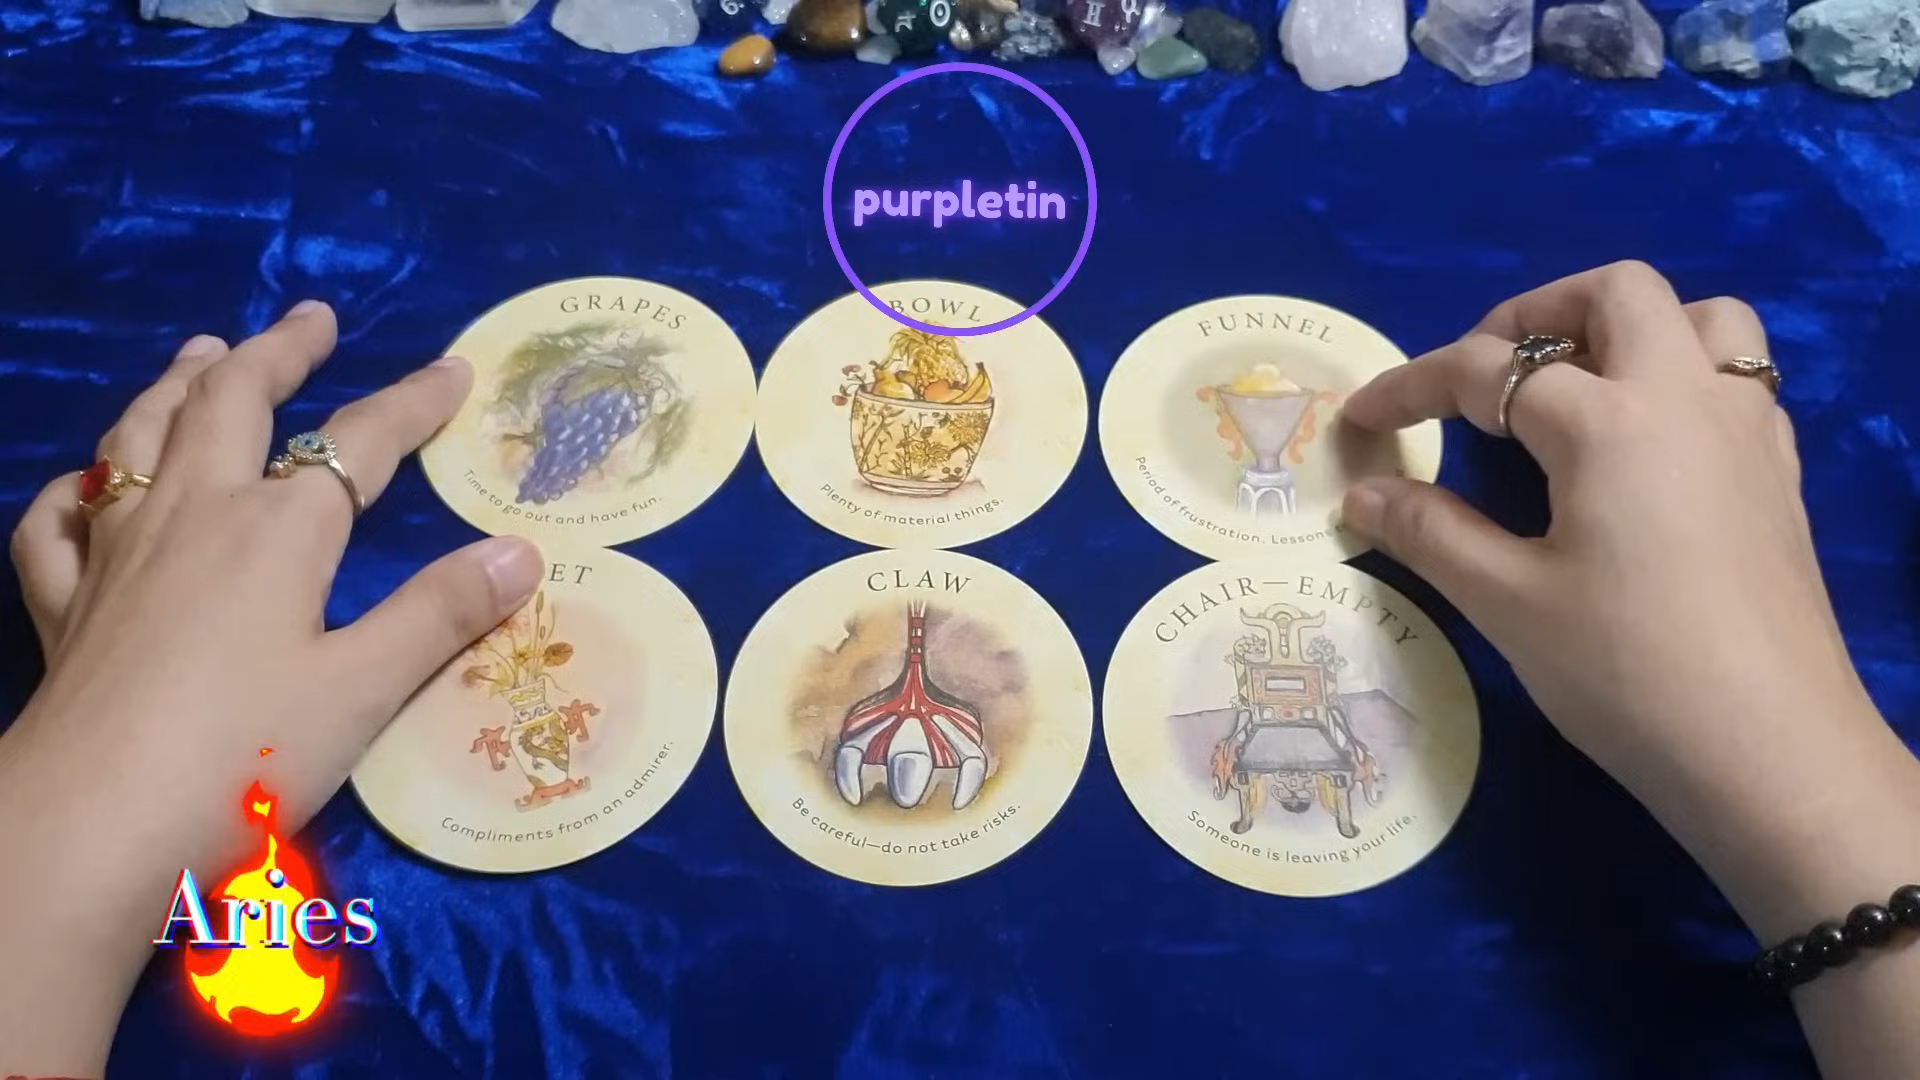 purpletin
GRAPES
Time to go out and have fun.
BOWL
Plenty of material things.
FUNNEL
Period of frustration. Lessons
ET
Compliments from an admirer.
CLAW
Be careful—do not take risks.
CHAIR—EMPTY
Someone is leaving your life.
Aries